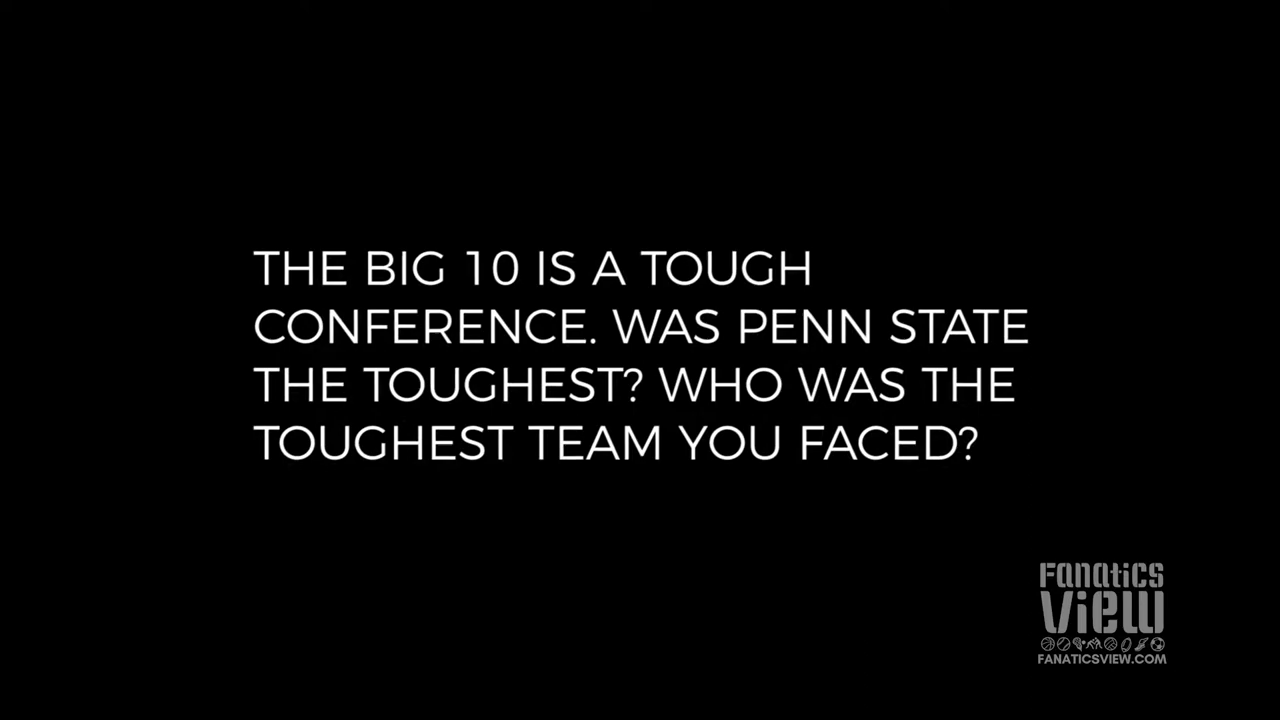 THE BIG 10 IS A TOUGH
CONFERENCE. WAS PENN STATE
THE TOUGHEST? WHO WAS THE
TOUGHEST TEAM YOU FACED?
FANATICS
VIEW
FANATICSVIEW.COM